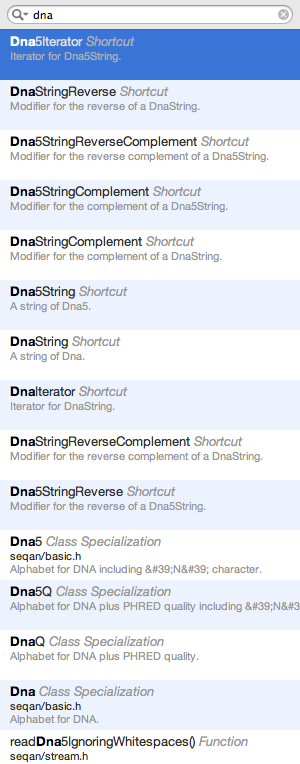 dna
Dna5Iterator Shortcut
Iterator for Dna5String.
DnaStringReverse Shortcut
Modifier for the reverse of a DnaString.
Dna5StringReverseComplement Shortcut
Modifier for the reverse complement of a Dna5String.
Dna5StringComplement Shortcut
Modifier for the complement of a Dna5String.
DnaStringComplement Shortcut
Modifier for the complement of a DnaString.
Dna5String Shortcut
A string of Dna5.
DnaString Shortcut
A string of Dna.
DnaIterator Shortcut
Iterator for DnaString.
DnaStringReverseComplement Shortcut
Modifier for the reverse complement of a DnaString.
Dna5StringReverse Shortcut
Modifier for the reverse of a Dna5String.
Dna5 Class Specialization
seqan/basic.h
Alphabet for DNA including &#39;N&#39; character.
Dna5Q Class Specialization
Alphabet for DNA plus PHRED quality including &#39;N&#3
DnaQ Class Specialization
Alphabet for DNA plus PHRED quality.
Dna Class Specialization
seqan/basic.h
Alphabet for DNA.
readDna5IgnoringWhitespaces() Function
seqan/stream.h